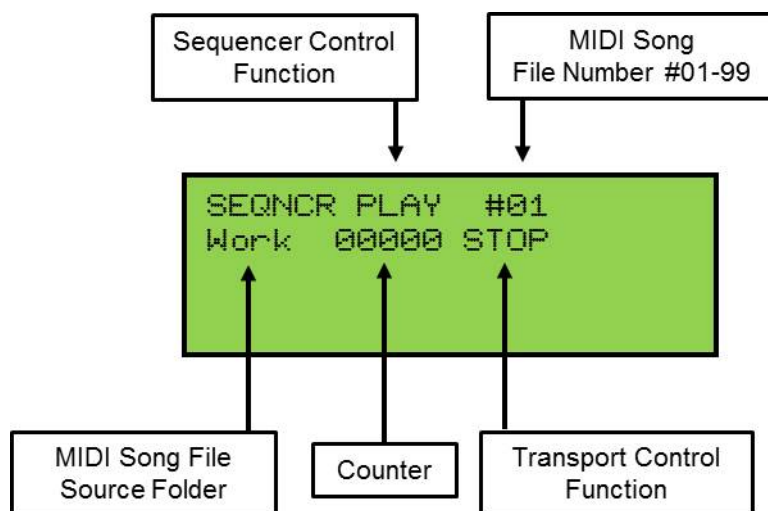 Sequencer Control
Function
MIDI Song
File Number #01-99
SEQNCR PLAY #01
Work 00000 STOP
MIDI Song File
Source Folder
Counter
Transport Control
Function